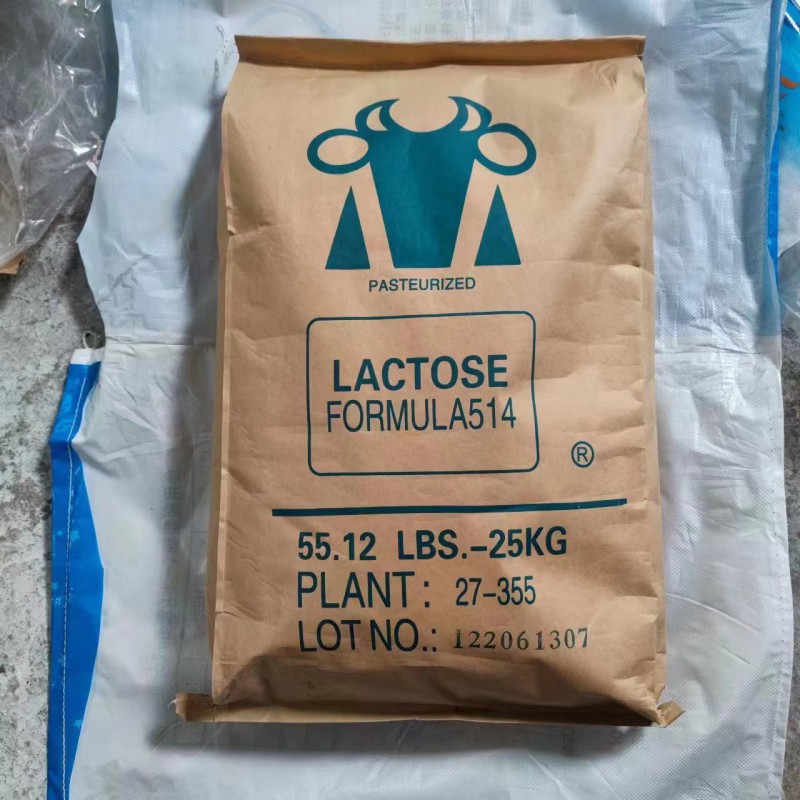 PASTEURIZED
LACTOSE
FORMULA514
®
55.12 LBS.-25KG
PLANT: 27-355
LOT NO.: 122061307